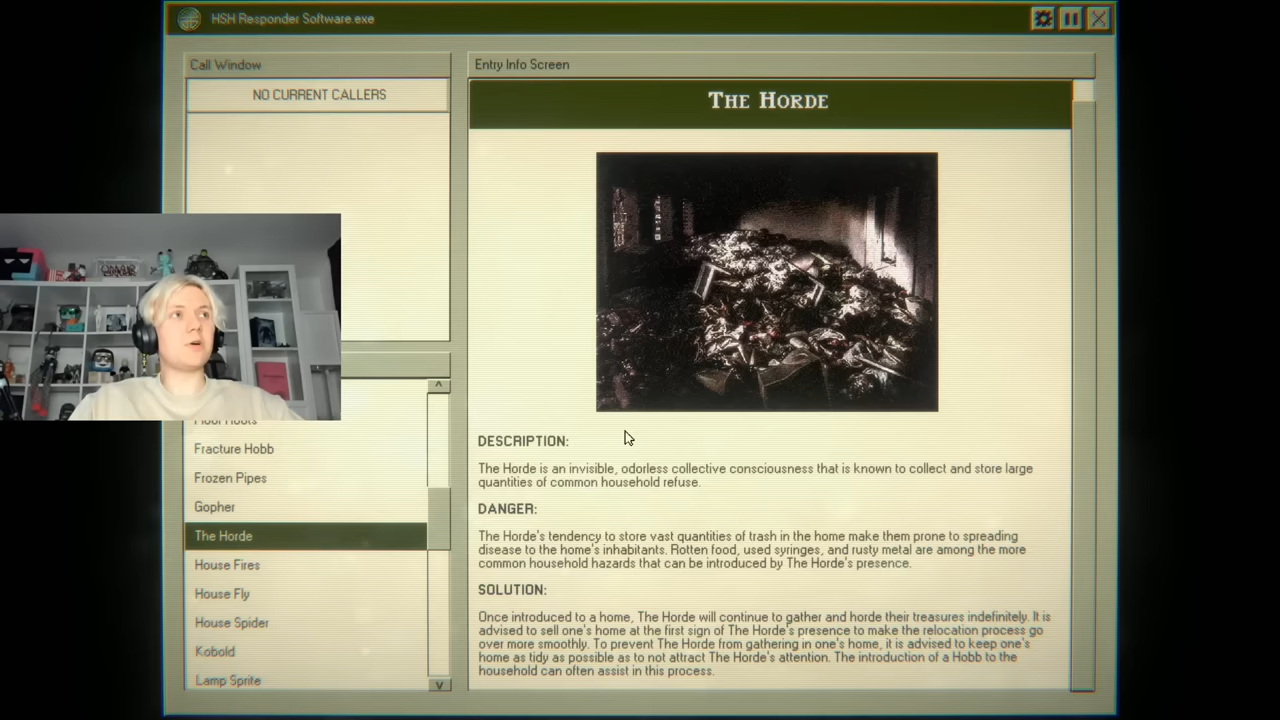 HSH Responder Software.exe
Call Window
NO CURRENT CALLERS
Fracture Hobb
Frozen Pipes
Gopher
The Horde
House Fires
House Fly
House Spider
Kobold
Lamp Sprite
Entry Info Screen
THE HORDE
DESCRIPTION:
The Horde is an invisible, odorless collective consciousness that is known to collect and store large
quantities of common household refuse.
DANGER:
The Horde's tendency to store vast quantities of trash in the home make them prone to spreading
disease to the home's inhabitants. Rotten food, used syringes, and rusty metal are among the more
common household hazards that can be introduced by The Horde's presence.
SOLUTION:
Once introduced to a home, The Horde will continue to gather and horde their treasures indefinitely. It is
advised to sell one's home at the first sign of The Horde's presence to make the relocation process go
over more smoothly. To prevent The Horde from gathering in one's home, it is advised to keep one's
home as tidy as possible as to not attract The Horde's attention. The introduction of a Hobb to the
household can often assist in this process.